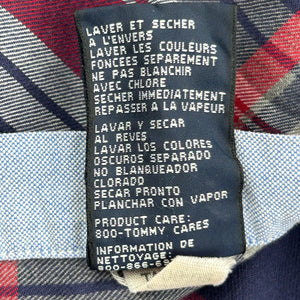 LAVER ET SECHER
A L'ENVERS
LAVER LES COULEURS
FONCEES SEPAREMENT
NE PAS BLANCHIR
AVEC CHLORE
SECHER IMMEDIATEMENT
REPASSER A LA VAPEUR
LAVAR Y SECAR
AL REVES
LAVAR LOS COLORES
OSCUROS SEPARADO
NO BLANQUEADOR
CLORADO
SECAR PRONTO
PLANCHAR CON VAPOR
PRODUCT CARE:
800-TOMMY CARES
INFORMATION DE
NETTOYAGE: